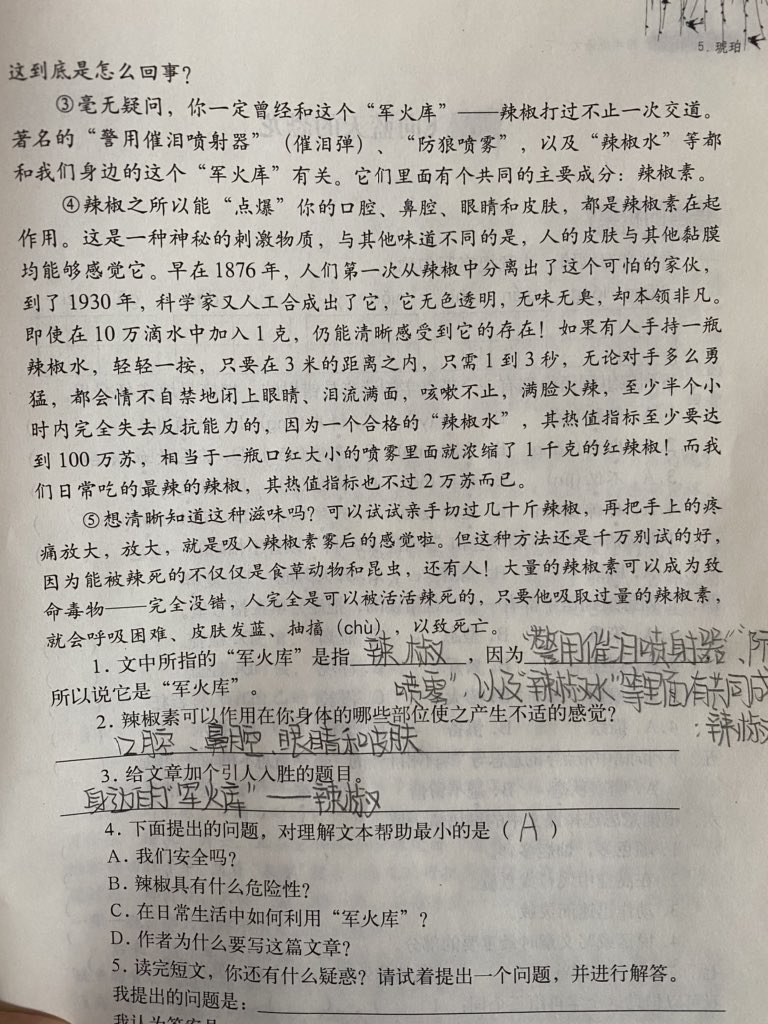 5. 琥珀
这到底是怎么回事？
③毫无疑问，你一定曾经和这个“军火库”——辣椒打过不止一次交道。
著名的“警用催泪喷射器”（催泪弹）、“防狼喷雾”，以及“辣椒水”等都
和我们身边的这个“军火库”有关。它们里面有个共同的主要成分：辣椒素。
④辣椒之所以能“点爆”你的口腔、鼻腔、眼睛和皮肤，都是辣椒素在起
作用。这是一种神秘的刺激物质，与其他味道不同的是，人的皮肤与其他黏膜
均能够感觉它。早在1876年，人们第一次从辣椒中分离出了这个可怕的家伙，
到了1930年，科学家又人工合成出了它，它无色透明，无味无臭，却本领非凡。
即使在10万滴水中加入1克，仍能清晰感受到它的存在！如果有人手持一瓶
辣椒水，轻轻一按，只要在3米的距离之内，只需1到3秒，无论对手多么勇
猛，都会情不自禁地闭上眼睛、泪流满面，咳嗽不止，满脸火辣，至少半个小
时内完全失去反抗能力的，因为一个合格的“辣椒水”，其热值指标至少要达
到100万苏，相当于一瓶口红大小的喷雾里面就浓缩了1千克的红辣椒！而我
们日常吃的最辣的辣椒，其热值指标也不过2万苏而已。
⑤想清晰知道这种滋味吗？可以试试亲手切过几十斤辣椒，再把手上的疼
痛放大，放大，就是吸入辣椒素雾后的感觉啦。但这种方法还是千万别试的好，
因为能被辣死的不仅仅是食草动物和昆虫，还有人！大量的辣椒素可以成为致
命毒物——完全没错，人完全是可以被活活辣死的，只要他吸取过量的辣椒素，
就会呼吸困难、皮肤发蓝、抽搐（chù），以致死亡。
1. 文中所指的“军火库”是指 辣椒 ，因为 “警用催泪喷射器”、防
所以说它是“军火库”。 喷雾”，以及“辣椒水”等里面有共同成
2. 辣椒素可以作用在你身体的哪些部位使之产生不适的感觉？
：辣椒
口腔、鼻腔、眼睛和皮肤
3. 给文章加个引人入胜的题目。
身边的“军火库”——辣椒
4. 下面提出的问题，对理解文本帮助最小的是（ A ）
A. 我们安全吗？
B. 辣椒具有什么危险性？
C. 在日常生活中如何利用“军火库”？
D. 作者为什么要写这篇文章？
5. 读完短文，你还有什么疑惑？请试着提出一个问题，并进行解答。
我提出的问题是：